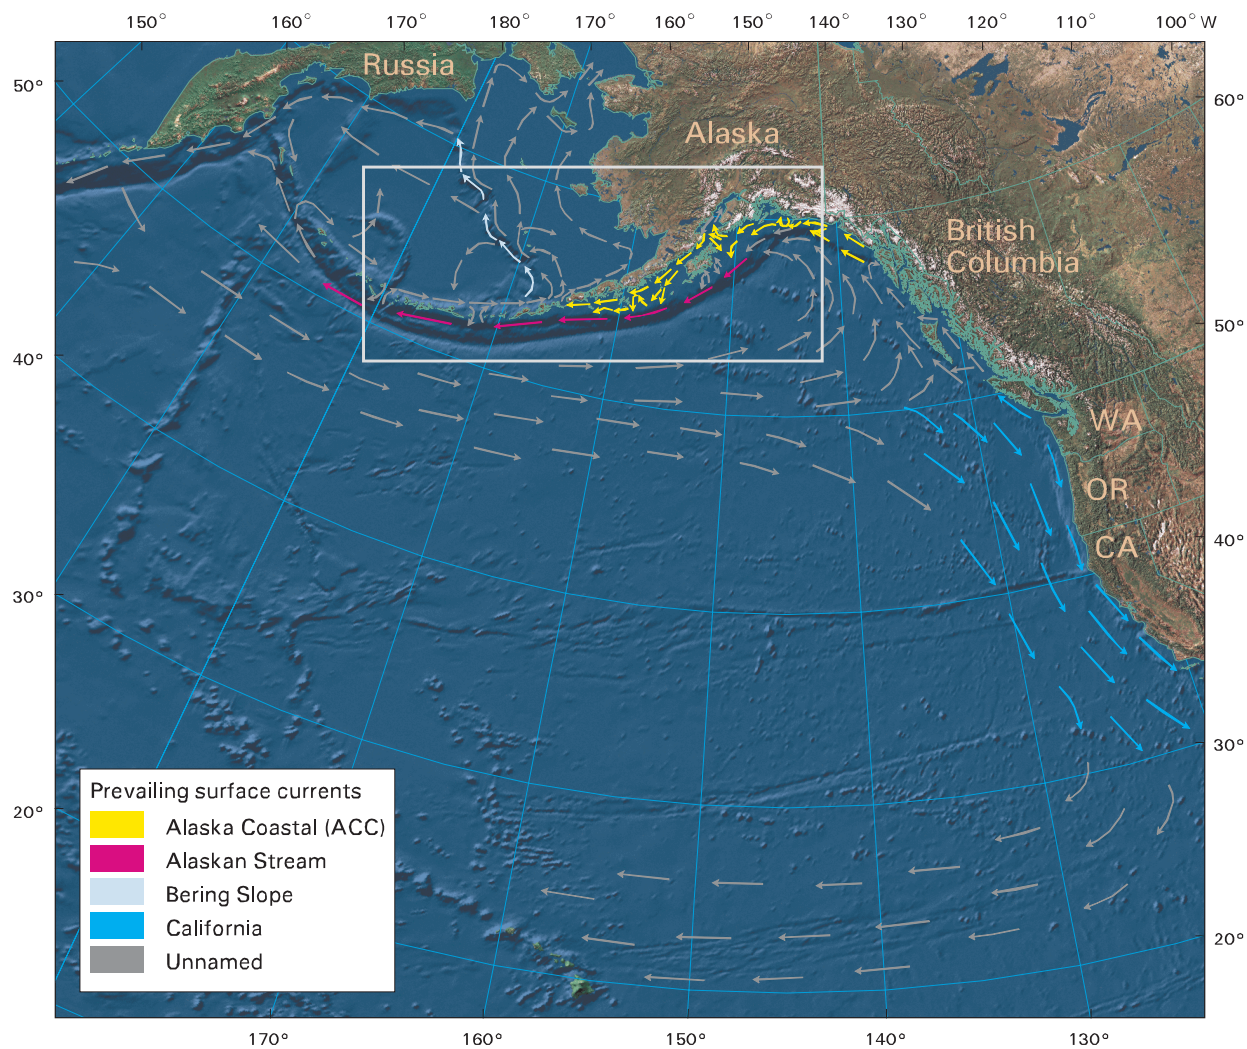 150° 160° 170° 180° 170° 160° 150° 140° 130° 120° 110° 100° W
50°
40°
30°
20°
60°
50°
40°
30°
20°
Russia
Alaska
British
Columbia
WA
OR
CA
Prevailing surface currents
Alaska Coastal (ACC)
Alaskan Stream
Bering Slope
California
Unnamed
170° 160° 150° 140° 130°